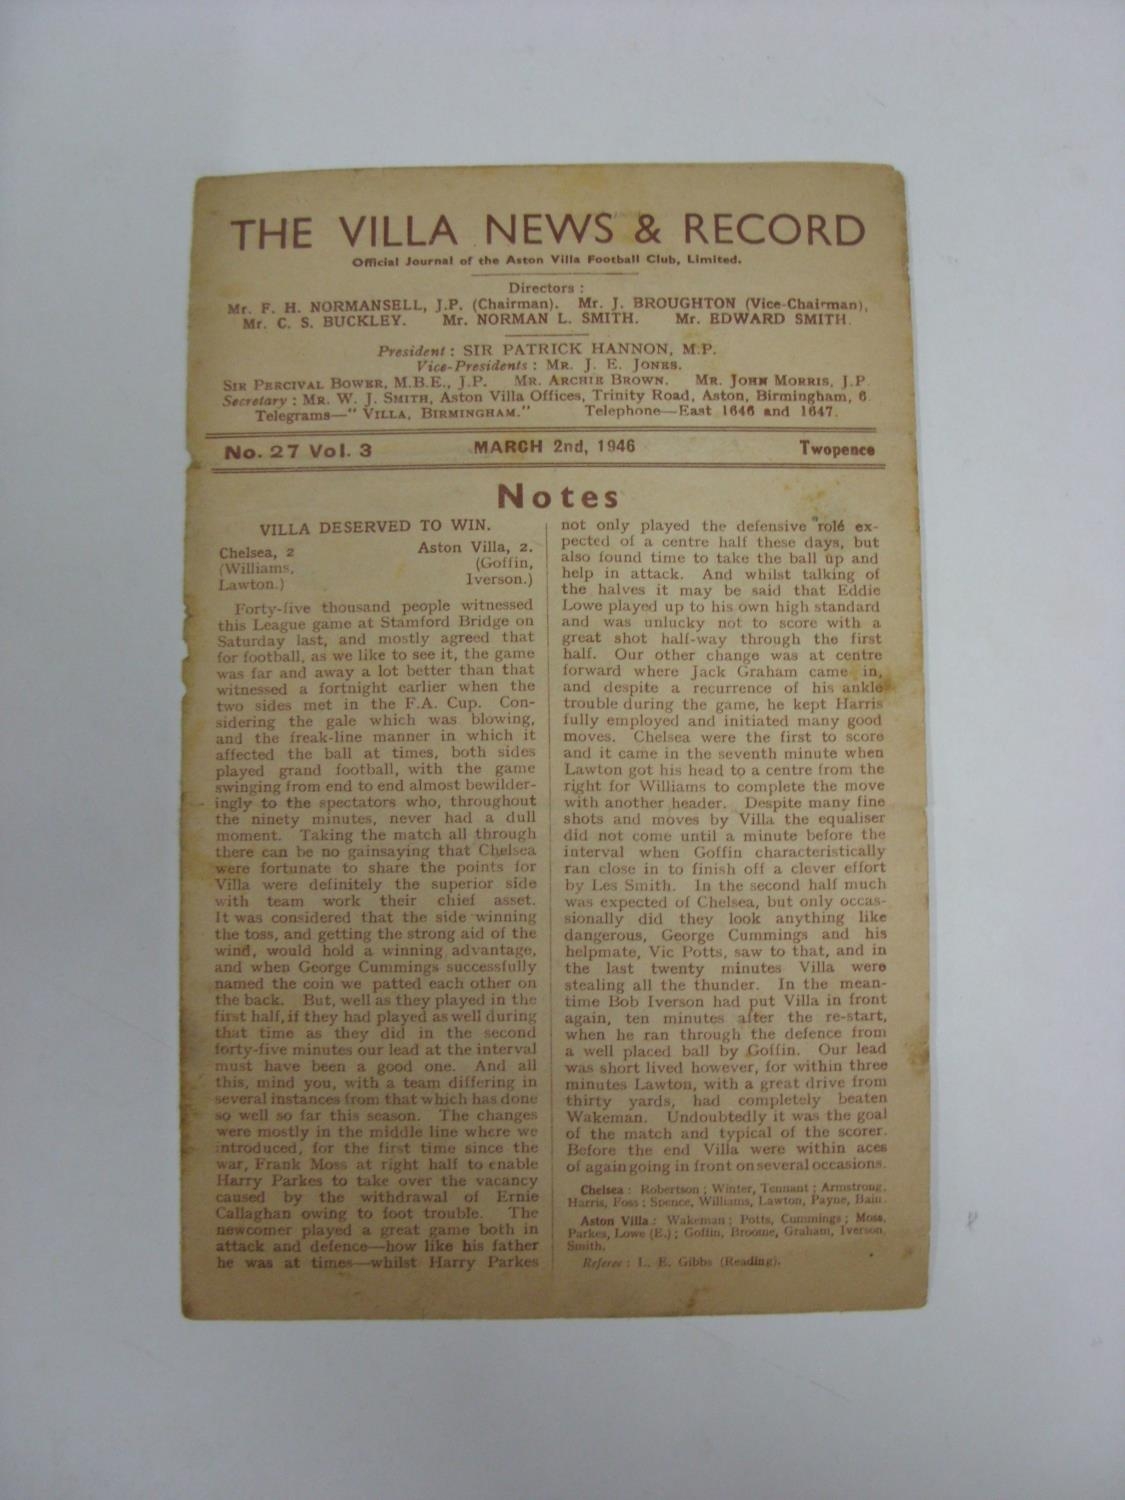 THE VILLA NEWS & RECORD
Official Journal of the Aston Villa Football Club, Limited.
Directors :
Mr. F. H. NORMANSELL, J.P. (Chairman). Mr. J. BROUGHTON (Vice-Chairman),
Mr. C. S. BUCKLEY. Mr. NORMAN L. SMITH. Mr. EDWARD SMITH.
President : SIR PATRICK HANNON, M.P.
Vice-Presidents : MR. J. E. JONES.
SIR PERCIVAL BOWER, M.B.E., J.P. MR. ARCHIE BROWN. MR. JOHN MORRIS, J.P.
Secretary : MR. W. J. SMITH, Aston Villa Offices, Trinity Road, Aston, Birmingham, 6.
Telegrams—" VILLA, BIRMINGHAM." Telephone—East 1646 and 1647.
No. 27 Vol. 3 MARCH 2nd, 1946 Twopence
Notes
VILLA DESERVED TO WIN.
Chelsea, 2 Aston Villa, 2.
(Williams, (Goffin,
Lawton.) Iverson.)
Forty-five thousand people witnessed
this League game at Stamford Bridge on
Saturday last, and mostly agreed that
for football, as we like to see it, the game
was far and away a lot better than that
witnessed a fortnight earlier when the
two sides met in the F.A. Cup. Con-
sidering the gale which was blowing,
and the freak-line manner in which it
affected the ball at times, both sides
played grand football, with the game
swinging from end to end almost bewilder-
ingly to the spectators who, throughout
the ninety minutes, never had a dull
moment. Taking the match all through
there can be no gainsaying that Chelsea
were fortunate to share the points for
Villa were definitely the superior side
with team work their chief asset.
It was considered that the side winning
the toss, and getting the strong aid of the
wind, would hold a winning advantage,
and when George Cummings successfully
named the coin we patted each other on
the back. But, well as they played in the
first half, if they had played as well during
that time as they did in the second
forty-five minutes our lead at the interval
must have been a good one. And all
this, mind you, with a team differing in
several instances from that which has done
so well so far this season. The changes
were mostly in the middle line where we
introduced, for the first time since the
war, Frank Moss at right half to enable
Harry Parkes to take over the vacancy
caused by the withdrawal of Ernie
Callaghan owing to foot trouble. The
newcomer played a great game both in
attack and defence—how like his father
he was at times—whilst Harry Parkes
not only played the defensive rolé ex-
pected of a centre half these days, but
also found time to take the ball up and
help in attack. And whilst talking of
the halves it may be said that Eddie
Lowe played up to his own high standard
and was unlucky not to score with a
great shot half-way through the first
half. Our other change was at centre
forward where Jack Graham came in,
and despite a recurrence of his ankle
trouble during the game, he kept Harris
fully employed and initiated many good
moves. Chelsea were the first to score
and it came in the seventh minute when
Lawton got his head to a centre from the
right for Williams to complete the move
with another header. Despite many fine
shots and moves by Villa the equaliser
did not come until a minute before the
interval when Goffin characteristically
ran close in to finish off a clever effort
by Les Smith. In the second half much
was expected of Chelsea, but only occas-
sionally did they look anything like
dangerous, George Cummings and his
helpmate, Vic Potts, saw to that, and in
the last twenty minutes Villa were
stealing all the thunder. In the mean-
time Bob Iverson had put Villa in front
again, ten minutes after the re-start,
when he ran through the defence from
a well placed ball by Goffin. Our lead
was short lived however, for within three
minutes Lawton, with a great drive from
thirty yards, had completely beaten
Wakeman. Undoubtedly it was the goal
of the match and typical of the scorer.
Before the end Villa were within aces
of again going in front on several occasions.
Chelsea : Robertson ; Winter, Tennant ; Armstrong,
Harris, Foss ; Spence, Williams, Lawton, Payne, Bain.
Aston Villa : Wakeman ; Potts, Cummings ; Moss,
Parkes, Lowe (E.) ; Goffin, Broome, Graham, Iverson,
Smith.
Referee : L. E. Gibbs (Reading).